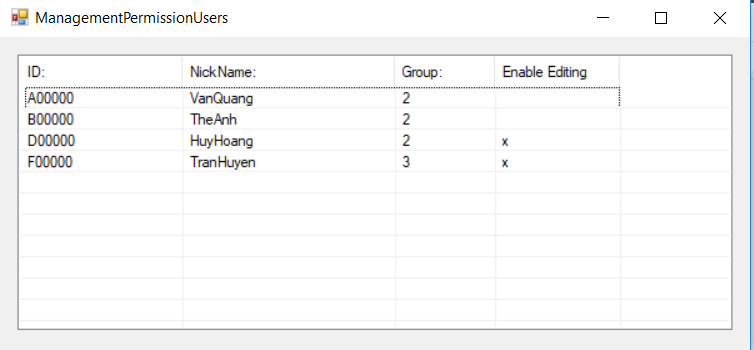 ManagementPermissionUsers
ID: NickName: Group: Enable Editing
A00000 VanQuang 2
B00000 TheAnh 2
D00000 HuyHoang 2 x
F00000 TranHuyen 3 x